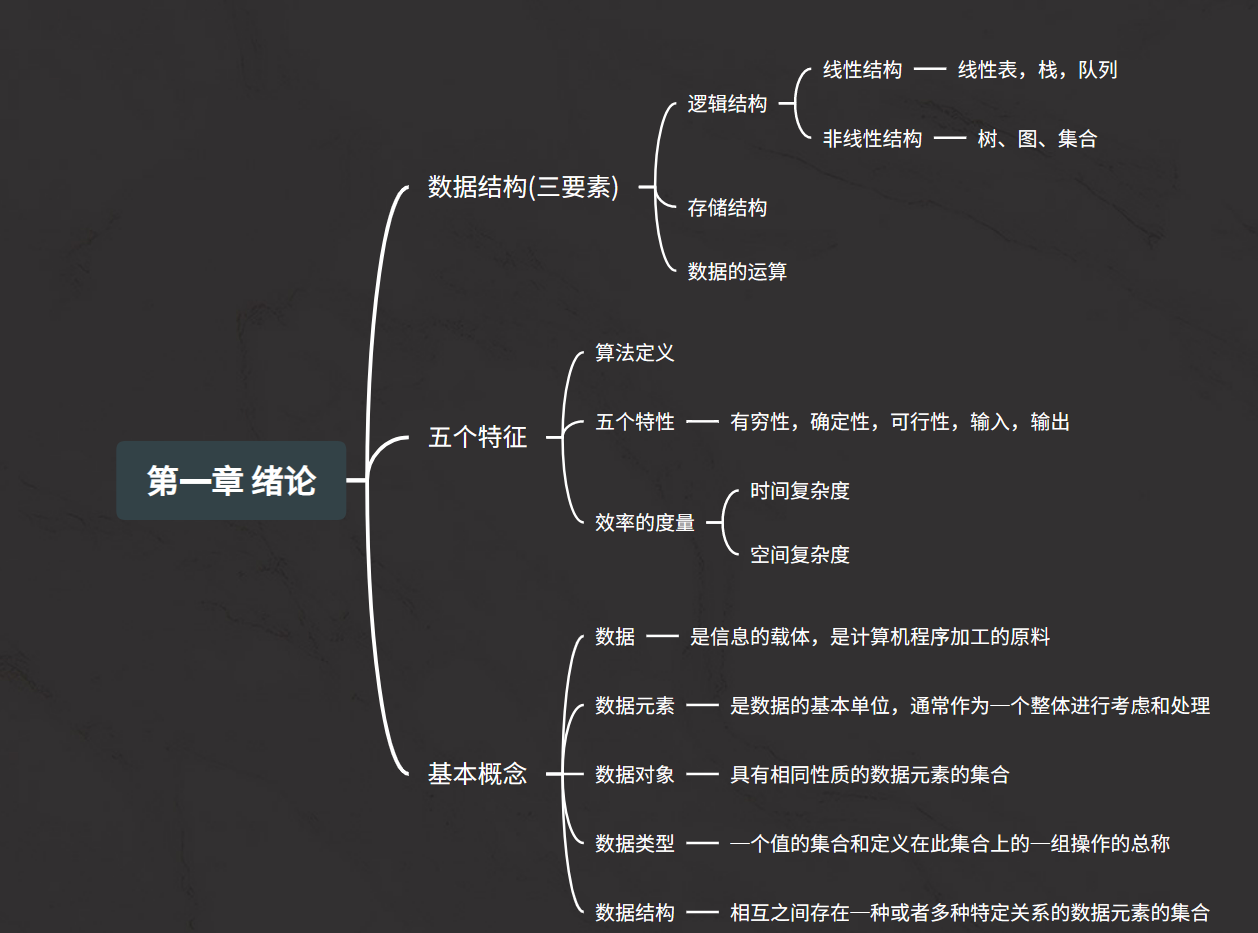 第一章 绪论
数据结构(三要素)
逻辑结构
线性结构
线性表，栈，队列
非线性结构
树、图、集合
存储结构
数据的运算
五个特征
算法定义
五个特性
有穷性，确定性，可行性，输入，输出
效率的度量
时间复杂度
空间复杂度
基本概念
数据
是信息的载体，是计算机程序加工的原料
数据元素
是数据的基本单位，通常作为一个整体进行考虑和处理
数据对象
具有相同性质的数据元素的集合
数据类型
一个值的集合和定义在此集合上的一组操作的总称
数据结构
相互之间存在一种或者多种特定关系的数据元素的集合